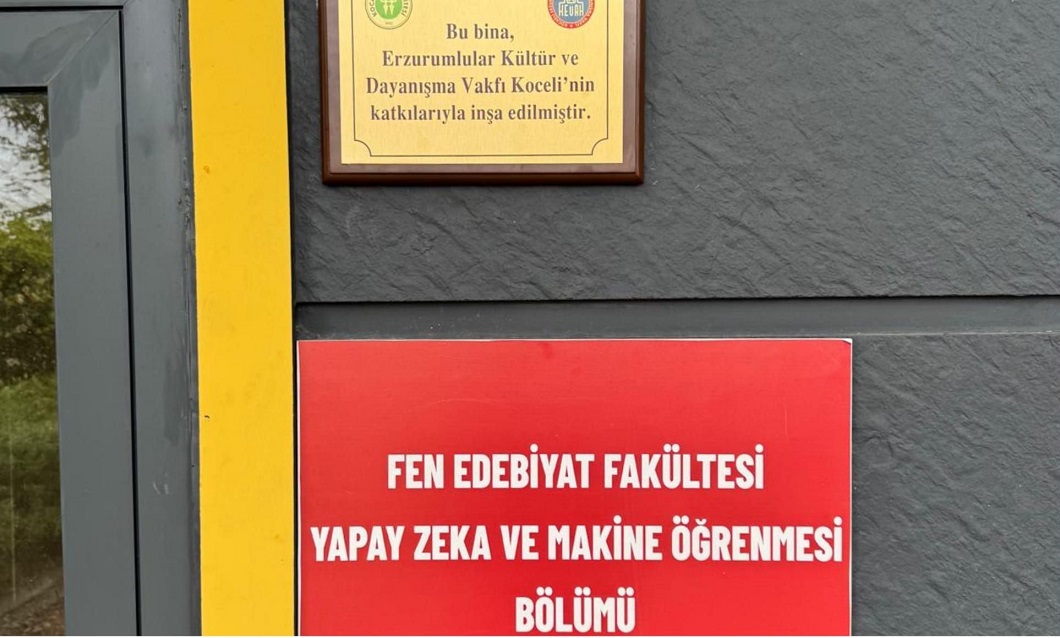 Bu bina,
Erzurumlular Kültür ve
Dayanışma Vakfı Koceli’nin
katkılarıyla inşa edilmiştir.
FEN EDEBİYAT FAKÜLTESİ
YAPAY ZEKA VE MAKİNE ÖĞRENMESİ
BÖLÜMÜ